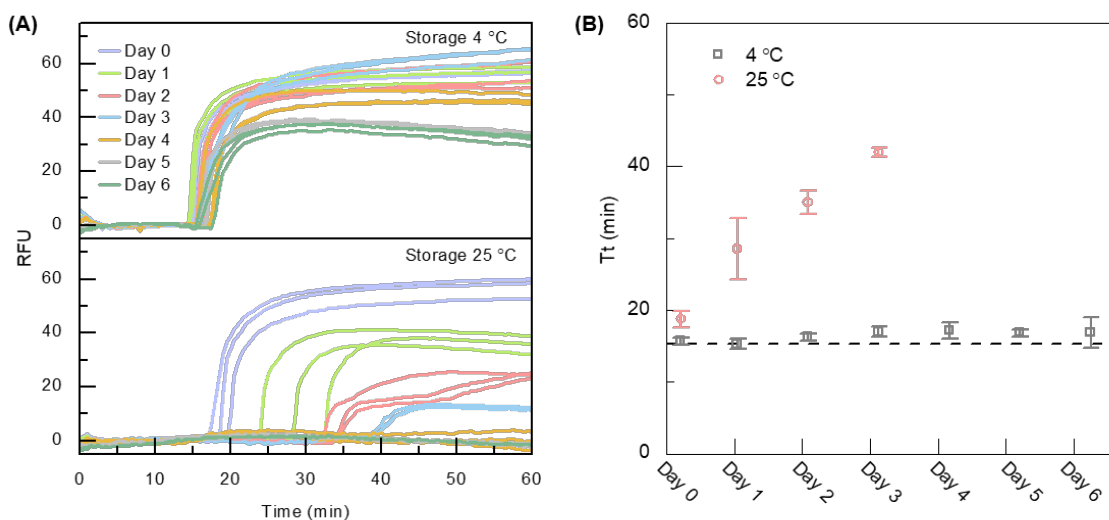 (A)
Storage 4 °C
Day 0
Day 1
Day 2
Day 3
Day 4
Day 5
Day 6
60
40
20
0
RFU
Storage 25 °C
60
40
20
0
0 10 20 30 40 50 60
Time (min)
(B)
60
40
20
0
Tt (min)
4 °C
25 °C
Day 0 Day 1 Day 2 Day 3 Day 4 Day 5 Day 6